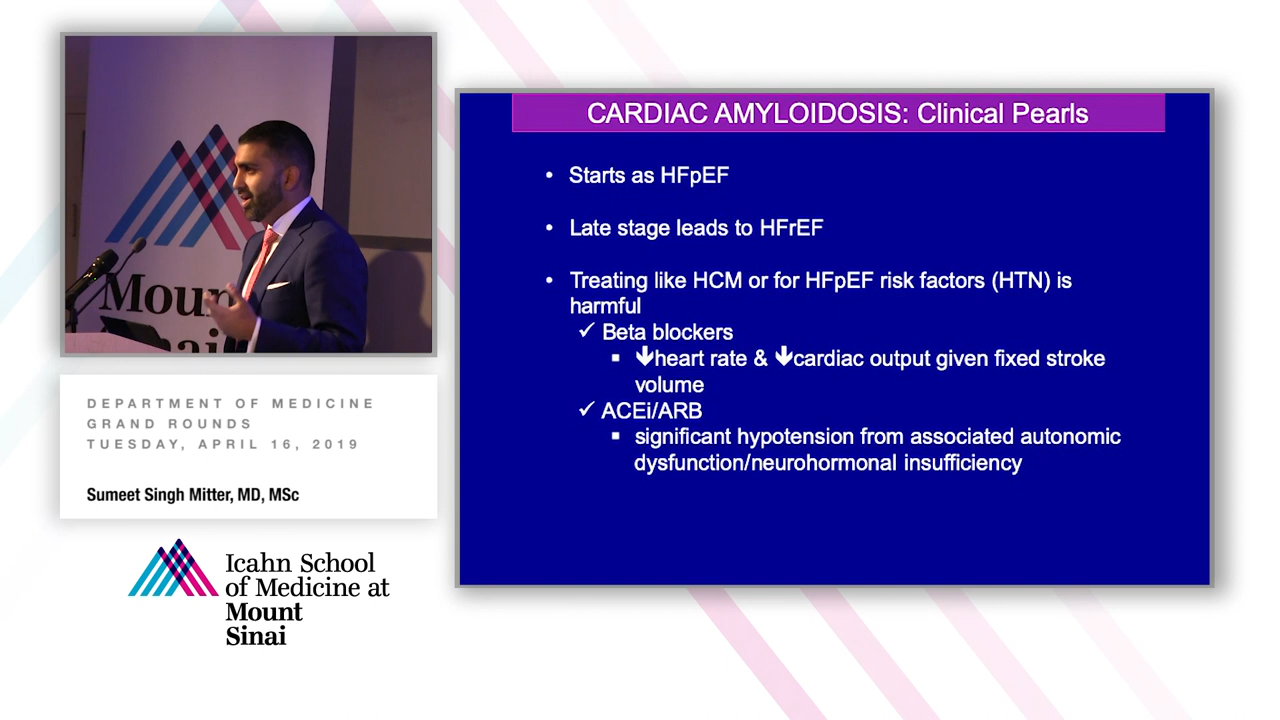 Mount
Sinai
DEPARTMENT OF MEDICINE
GRAND ROUNDS
TUESDAY, APRIL 16, 2019
Sumeet Singh Mitter, MD, MSc
Icahn School
of Medicine at
Mount
Sinai
CARDIAC AMYLOIDOSIS: Clinical Pearls
• Starts as HFpEF
• Late stage leads to HFrEF
• Treating like HCM or for HFpEF risk factors (HTN) is
harmful
✓ Beta blockers
▪ 🡇heart rate & 🡇cardiac output given fixed stroke
volume
✓ ACEi/ARB
▪ significant hypotension from associated autonomic
dysfunction/neurohormonal insufficiency